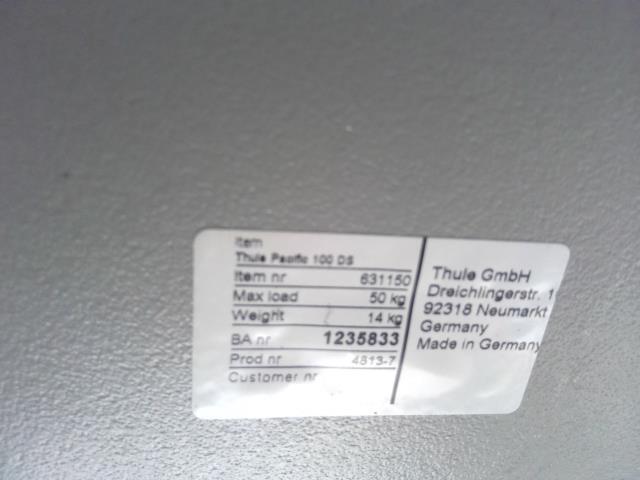 Item
Thule Pacific 100 DS
Item nr 631150
Max load 50 kg
Weight 14 kg
BA nr 1235833
Prod nr 4813-7
Customer nr
Thule GmbH
Dreichlingerstr. 1
92318 Neumarkt
Germany
Made in Germany